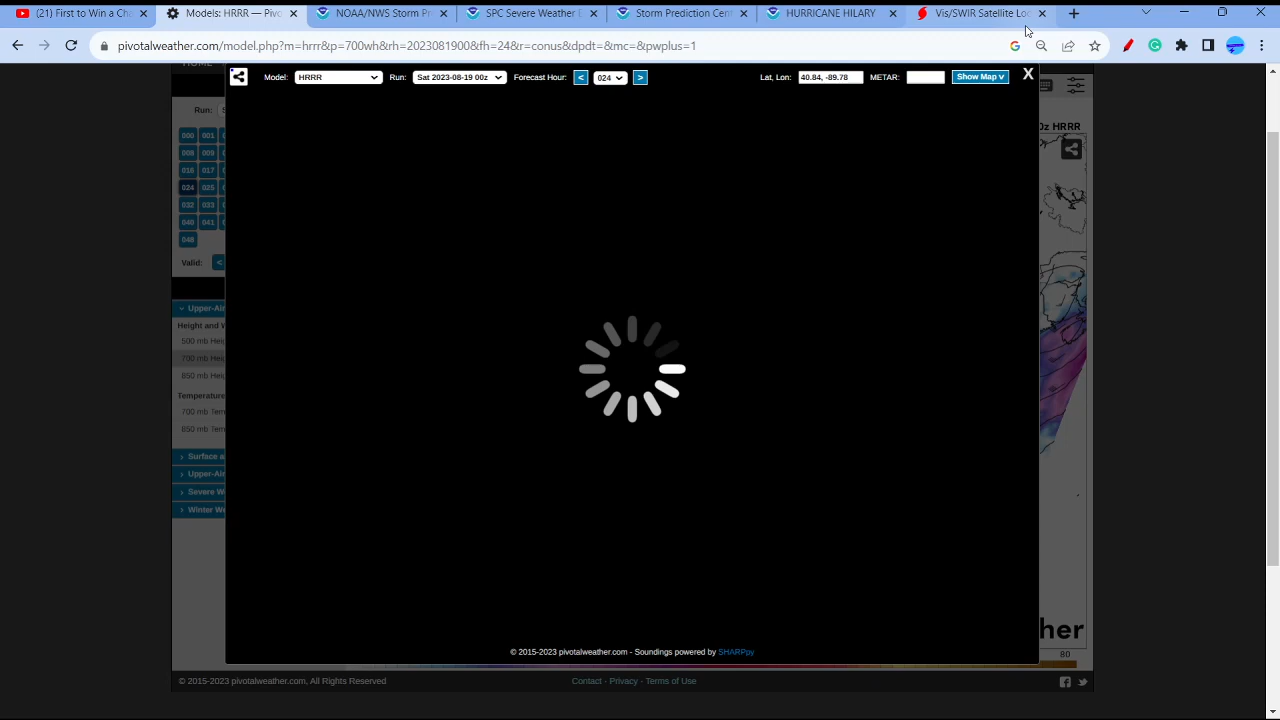 (21) First to Win a Chu
Models: HRRR — Pivo
NOAA/NWS Storm Pr
SPC Severe Weather E
Storm Prediction Cent
HURRICANE HILARY
Vis/SWIR Satellite Loc
pivotalweather.com/model.php?m=hrrr&p=700wh&rh=2023081900&fh=24&r=conus&dpdt=&mc=&pwplus=1
Model: HRRR Run: Sat 2023-08-19 00z Forecast Hour: < 024 > Lat, Lon: 40.84, -89.78 METAR: Show Map X
Run:
0z HRRR
000 001
008 009
016 017
024 025
032 033
040 041
048
Valid: <
Upper-Air
Height and W
500 mb Heig
700 mb Heig
850 mb Heig
Temperature
700 mb Tem
850 mb Tem
Surface a
Upper-Air
Severe W
Winter We
her
80
© 2015-2023 pivotalweather.com - Soundings powered by SHARPpy
© 2015-2023 pivotalweather.com, All Rights Reserved
Contact · Privacy · Terms of Use